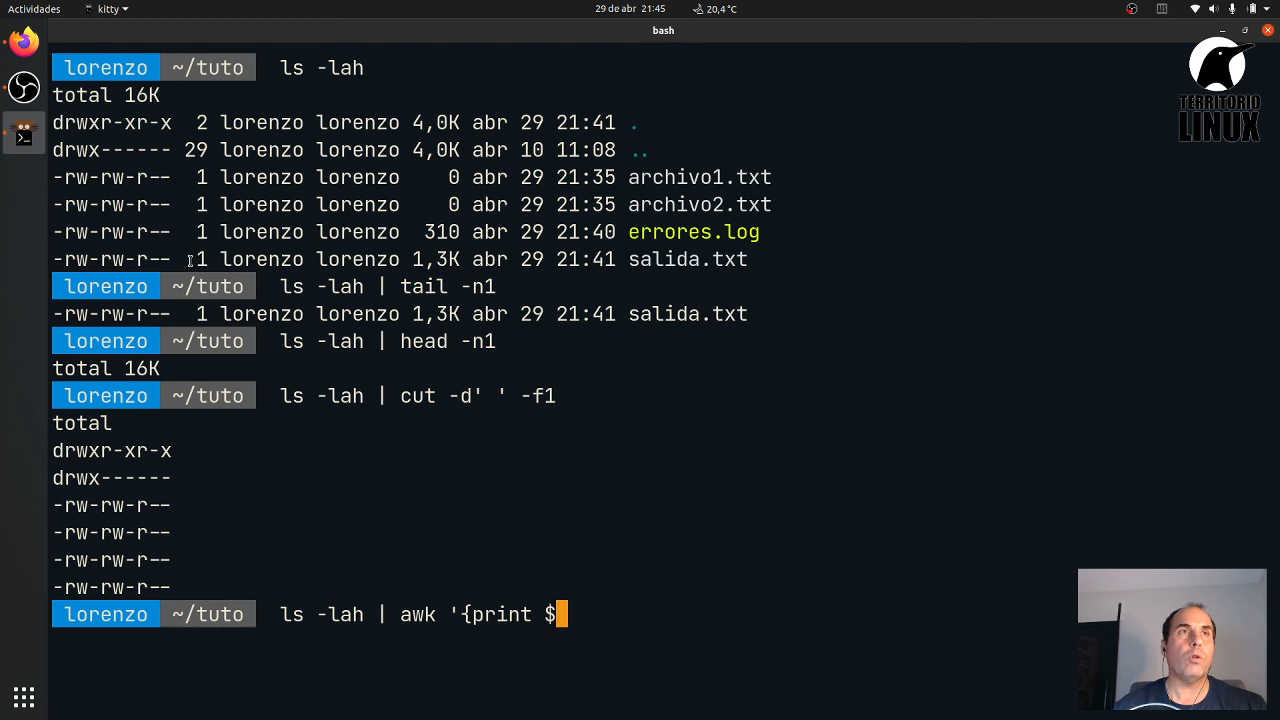 Actividades kitty 29 de abr 21:45 20,4 °C
bash
lorenzo ~/tuto ls -lah
total 16K
drwxr-xr-x 2 lorenzo lorenzo 4,0K abr 29 21:41 .
drwx------ 29 lorenzo lorenzo 4,0K abr 10 11:08 ..
-rw-rw-r-- 1 lorenzo lorenzo 0 abr 29 21:35 archivo1.txt
-rw-rw-r-- 1 lorenzo lorenzo 0 abr 29 21:35 archivo2.txt
-rw-rw-r-- 1 lorenzo lorenzo 310 abr 29 21:40 errores.log
-rw-rw-r-- 1 lorenzo lorenzo 1,3K abr 29 21:41 salida.txt
lorenzo ~/tuto ls -lah | tail -n1
-rw-rw-r-- 1 lorenzo lorenzo 1,3K abr 29 21:41 salida.txt
lorenzo ~/tuto ls -lah | head -n1
total 16K
lorenzo ~/tuto ls -lah | cut -d' ' -f1
total
drwxr-xr-x
drwx------
-rw-rw-r--
-rw-rw-r--
-rw-rw-r--
-rw-rw-r--
lorenzo ~/tuto ls -lah | awk '{print $
TERRITORIO
LINUX